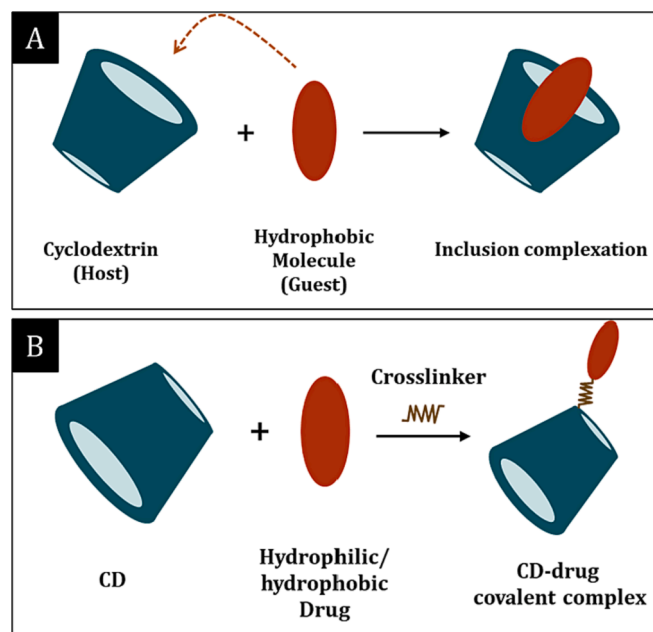 A
+
Cyclodextrin
(Host)
Hydrophobic
Molecule
(Guest)
Inclusion complexation
B
Crosslinker
+
CD
Hydrophilic/
hydrophobic
Drug
CD-drug
covalent complex